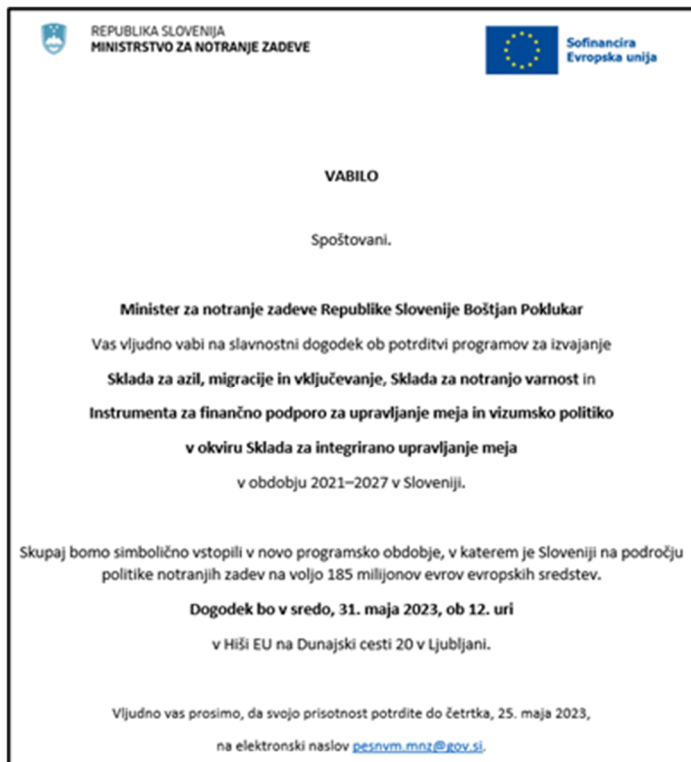 REPUBLIKA SLOVENIJA
MINISTRSTVO ZA NOTRANJE ZADEVE
Sofinancira
Evropska unija
VABILO
Spoštovani.
Minister za notranje zadeve Republike Slovenije Boštjan Poklukar
Vas vljudno vabi na slavnostni dogodek ob potrditvi programov za izvajanje
Sklada za azil, migracije in vključevanje, Sklada za notranjo varnost in
Instrumenta za finančno podporo za upravljanje meja in vizumsko politiko
v okviru Sklada za integrirano upravljanje meja
v obdobju 2021–2027 v Sloveniji.
Skupaj bomo simbolično vstopili v novo programsko obdobje, v katerem je Sloveniji na področju
politike notranjih zadev na voljo 185 milijonov evrov evropskih sredstev.
Dogodek bo v sredo, 31. maja 2023, ob 12. uri
v Hiši EU na Dunajski cesti 20 v Ljubljani.
Vljudno vas prosimo, da svojo prisotnost potrdite do četrtka, 25. maja 2023,
na elektronski naslov pesnvm.mnz@gov.si.